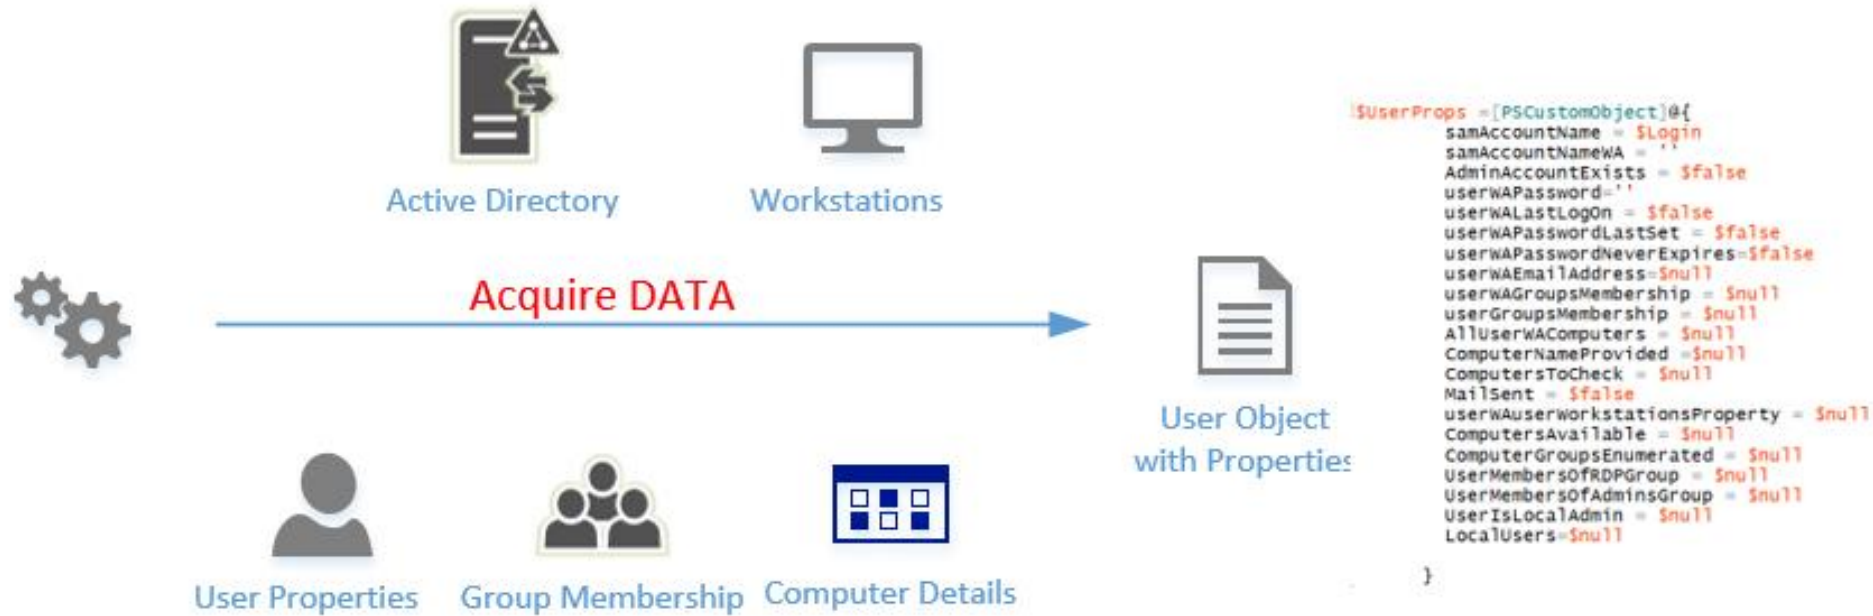 Active Directory
Workstations
Acquire DATA
User Properties
Group Membership
Computer Details
User Object
with Properties
$UserProps =[PSCustomObject]@{
samAccountName = $Login
samAccountNameWA = ''
AdminAccountExists = $false
userWAPassword=''
userWALastLogOn = $false
userWAPasswordLastSet = $false
userWAPasswordNeverExpires=$false
userWAEmailAddress=$null
userWAGroupsMembership = $null
userGroupsMembership = $null
AllUserWAComputers = $null
ComputerNameProvided =$null
ComputersToCheck = $null
MailSent = $false
userWAuserWorkstationsProperty = $null
ComputersAvailable = $null
ComputerGroupsEnumerated = $null
UserMembersOfRDPGroup = $null
UserMembersOfAdminsGroup = $null
UserIsLocalAdmin = $null
LocalUsers=$null
}